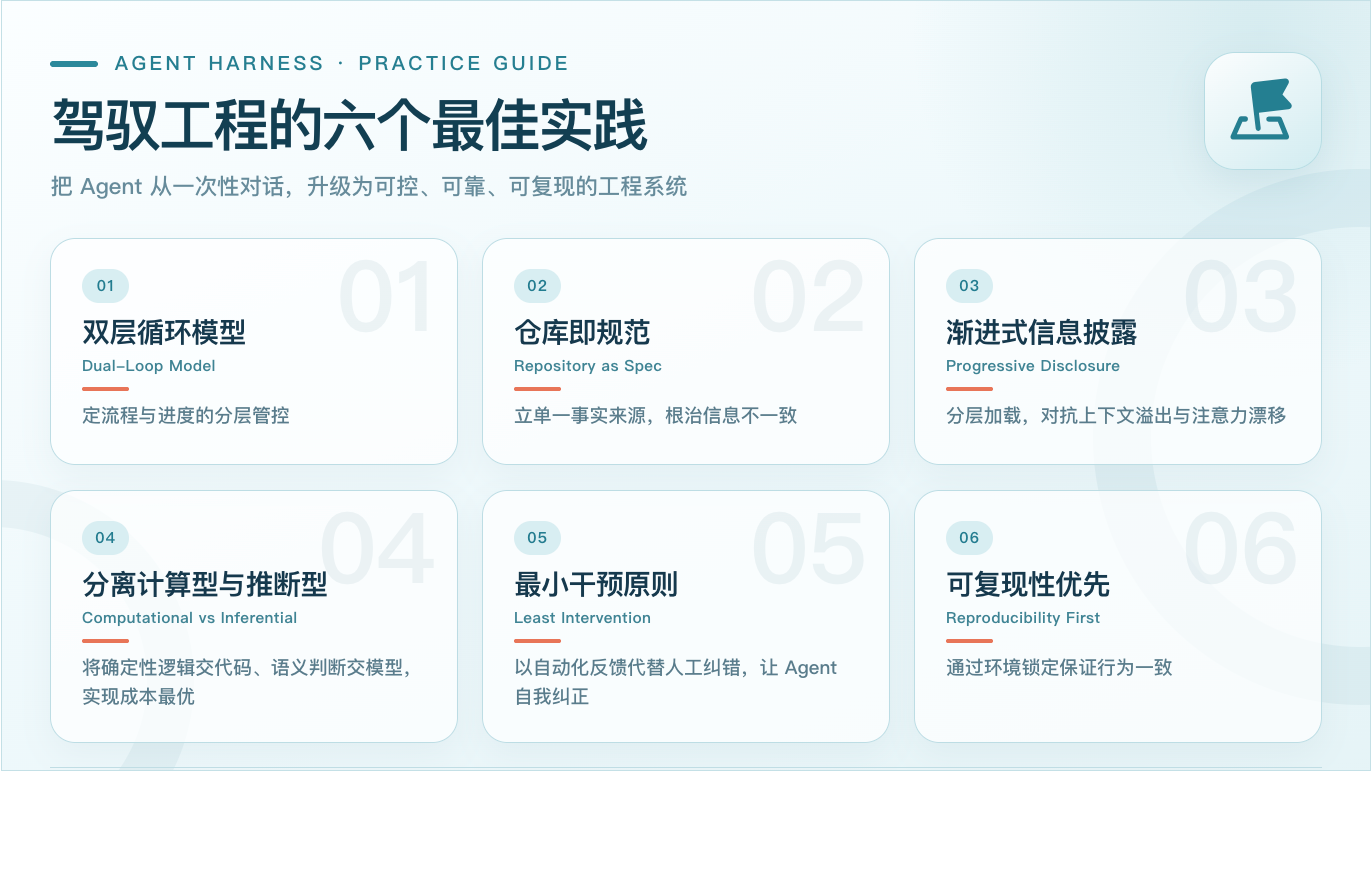 AGENT HARNESS · PRACTICE GUIDE
驾驭工程的六个最佳实践
把 Agent 从一次性对话，升级为可控、可靠、可复现的工程系统
01
01
双层循环模型
Dual-Loop Model
定流程与进度的分层管控
02
02
仓库即规范
Repository as Spec
立单一事实来源，根治信息不一致
03
03
渐进式信息披露
Progressive Disclosure
分层加载，对抗上下文溢出与注意力漂移
04
04
分离计算型与推断型
Computational vs Inferential
将确定性逻辑交代码、语义判断交模型，
实现成本最优
05
05
最小干预原则
Least Intervention
以自动化反馈代替人工纠错，让 Agent
自我纠正
06
06
可复现性优先
Reproducibility First
通过环境锁定保证行为一致